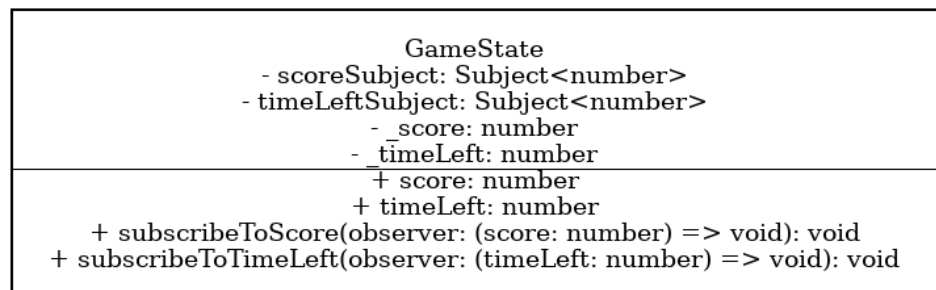 GameState
- scoreSubject: Subject<number>
- timeLeftSubject: Subject<number>
- _score: number
- _timeLeft: number
+ score: number
+ timeLeft: number
+ subscribeToScore(observer: (score: number) => void): void
+ subscribeToTimeLeft(observer: (timeLeft: number) => void): void